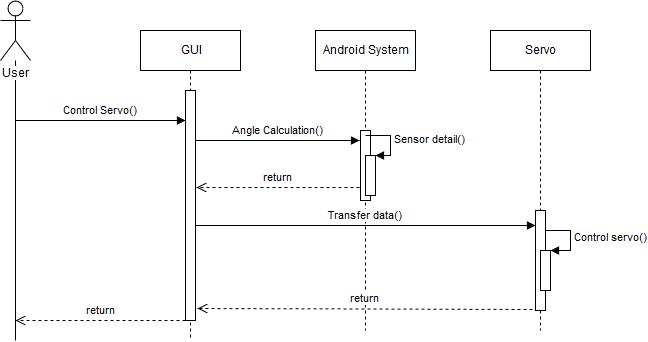 User
GUI
Android System
Servo
Control Servo()
Angle Calculation()
Sensor detail()
return
Transfer data()
Control servo()
return
return